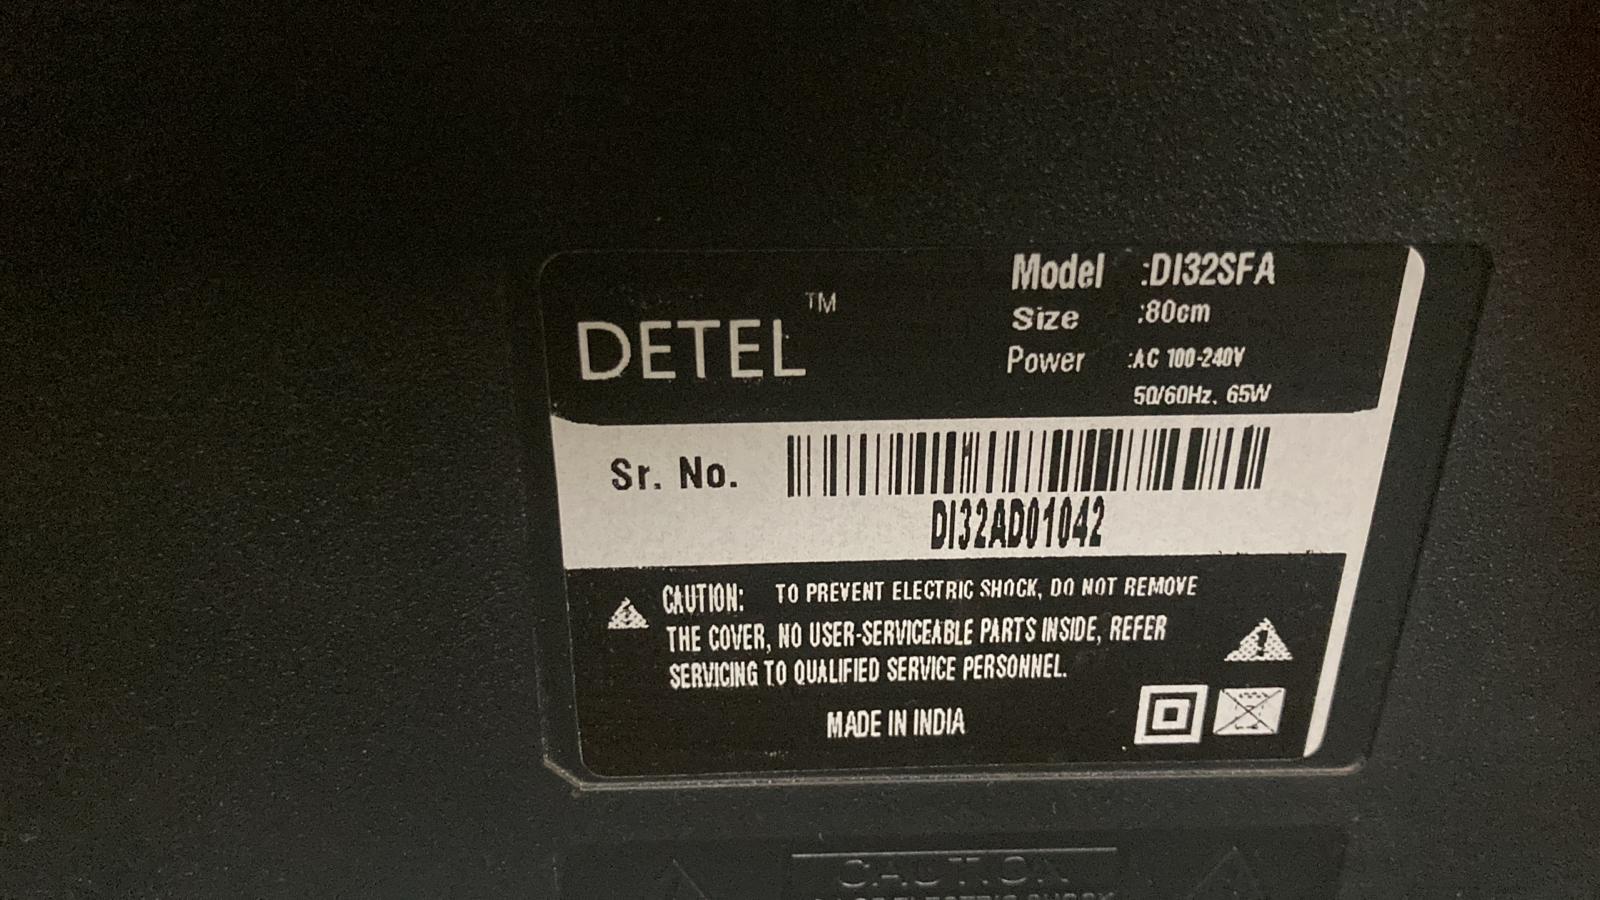 DETEL™
Model :DI32SFA
Size :80cm
Power :AC 100-240V
50/60Hz, 65W
Sr. No.
DI32AD01042
CAUTION: TO PREVENT ELECTRIC SHOCK, DO NOT REMOVE
THE COVER, NO USER-SERVICEABLE PARTS INSIDE, REFER
SERVICING TO QUALIFIED SERVICE PERSONNEL.
MADE IN INDIA
CAUTION